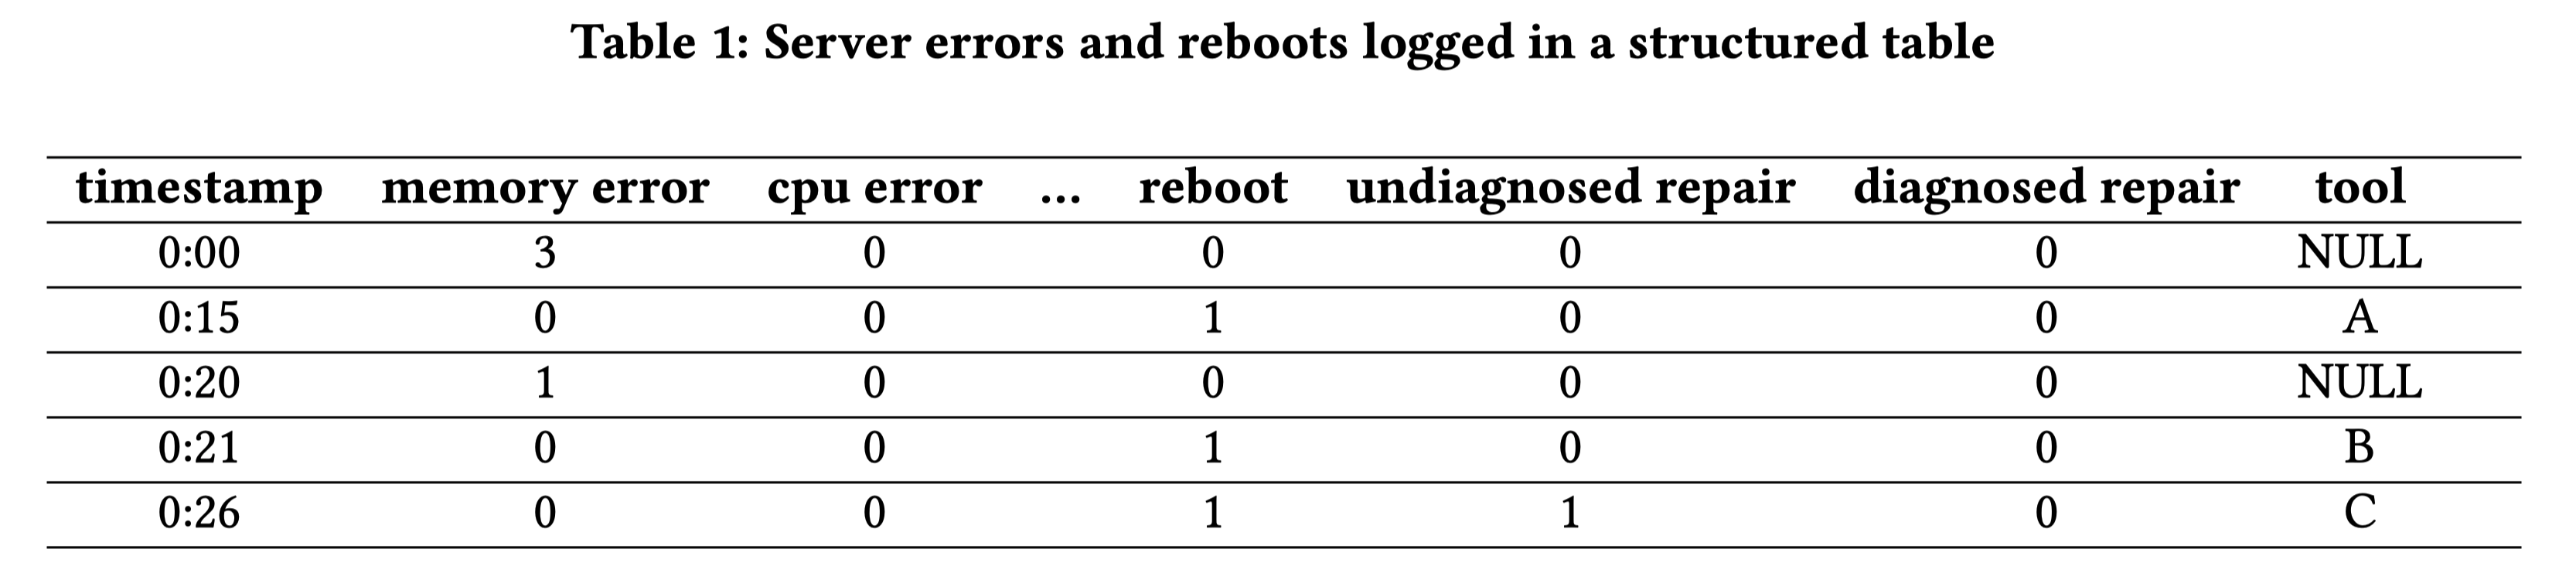 Table 1: Server errors and reboots logged in a structured table
timestamp memory error cpu error ... reboot undiagnosed repair diagnosed repair tool
0:00 3 0 0 0 0 NULL
0:15 0 0 1 0 0 A
0:20 1 0 0 0 0 NULL
0:21 0 0 1 0 0 B
0:26 0 0 1 1 0 C